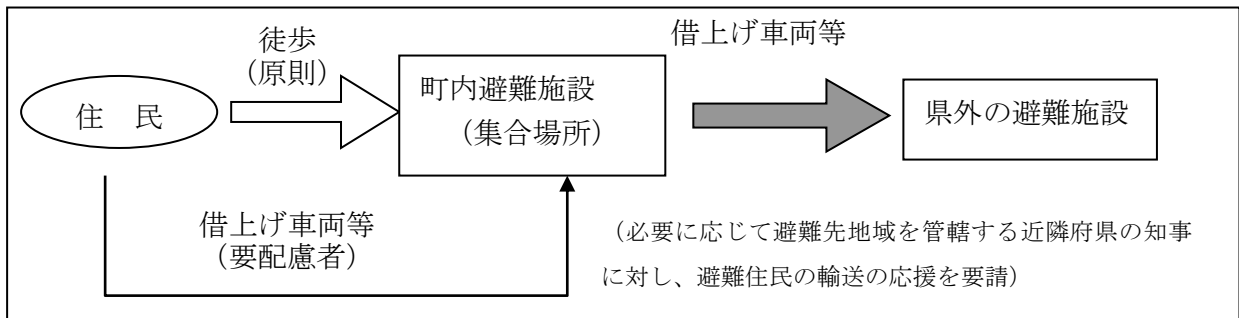 徒歩
（原則）
借上げ車両等
住　民
町内避難施設
（集合場所）
県外の避難施設
借上げ車両等
（要配慮者）
（必要に応じて避難先地域を管轄する近隣府県の知事
に対し、避難住民の輸送の応援を要請）